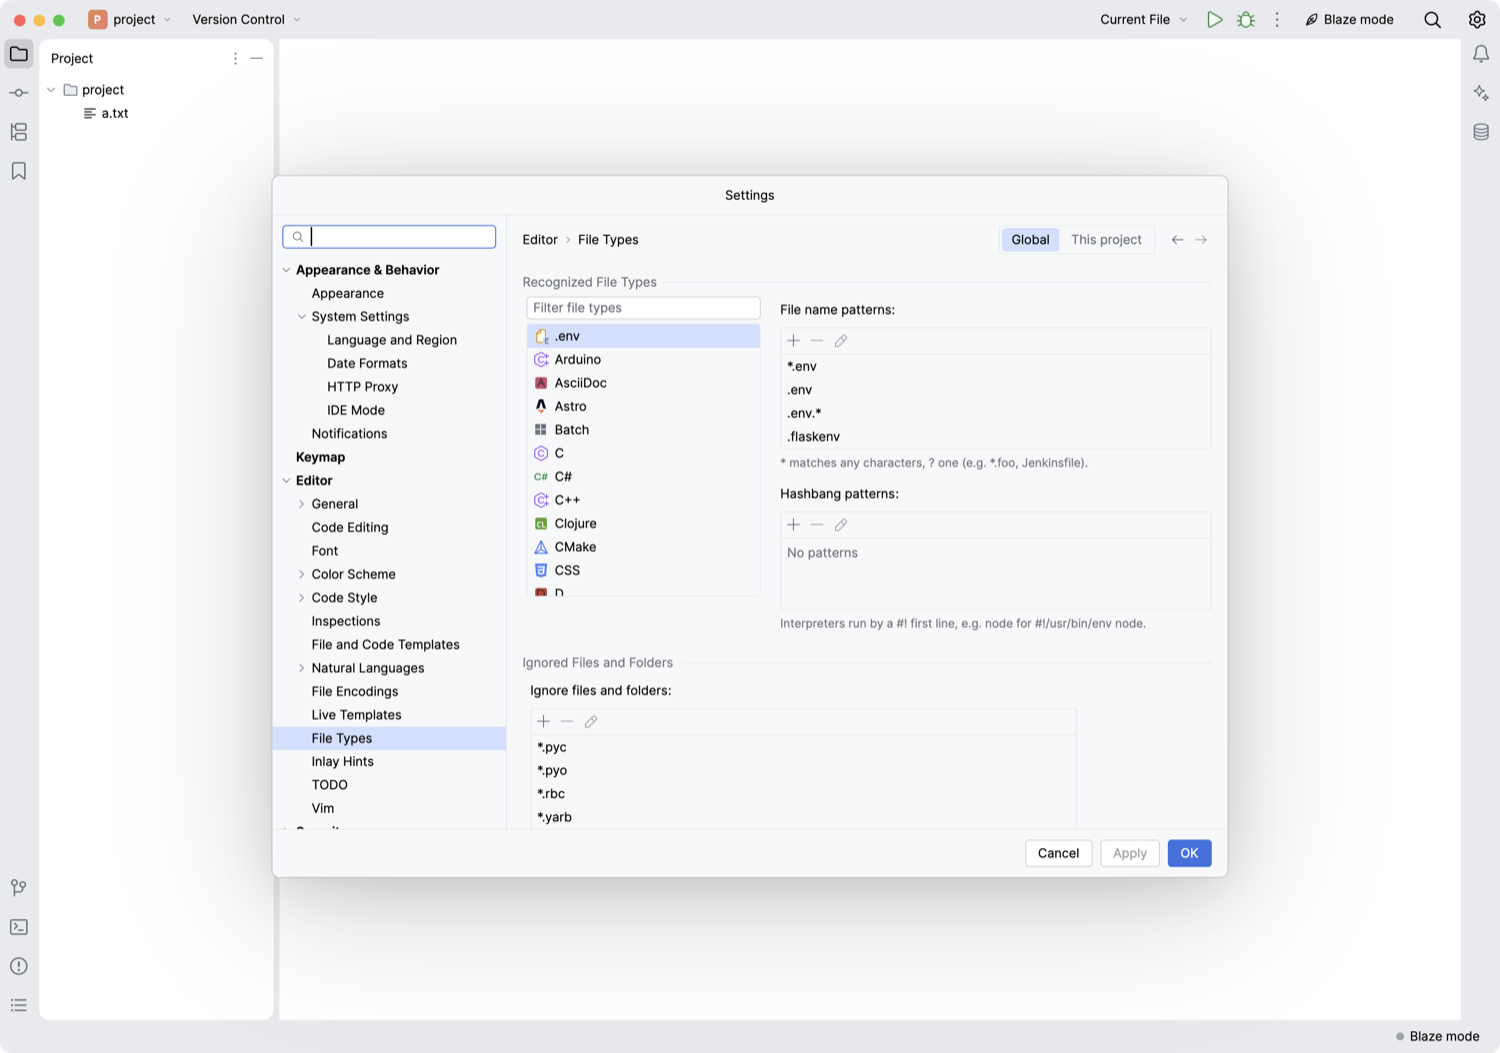 P project
Version Control
Current File
Blaze mode
Project
project
a.txt
Settings
Appearance & Behavior
Appearance
System Settings
Language and Region
Date Formats
HTTP Proxy
IDE Mode
Notifications
Keymap
Editor
General
Code Editing
Font
Color Scheme
Code Style
Inspections
File and Code Templates
Natural Languages
File Encodings
Live Templates
File Types
Inlay Hints
TODO
Vim
Editor › File Types
Global
This project
Recognized File Types
Filter file types
.env
Arduino
AsciiDoc
Astro
Batch
C
C# C#
C++
CL Clojure
CMake
CSS
D
File name patterns:
*.env
.env
.env.*
.flaskenv
* matches any characters, ? one (e.g. *.foo, Jenkinsfile).
Hashbang patterns:
No patterns
Interpreters run by a #! first line, e.g. node for #!/usr/bin/env node.
Ignored Files and Folders
Ignore files and folders:
*.pyc
*.pyo
*.rbc
*.yarb
Cancel
Apply
OK
Blaze mode